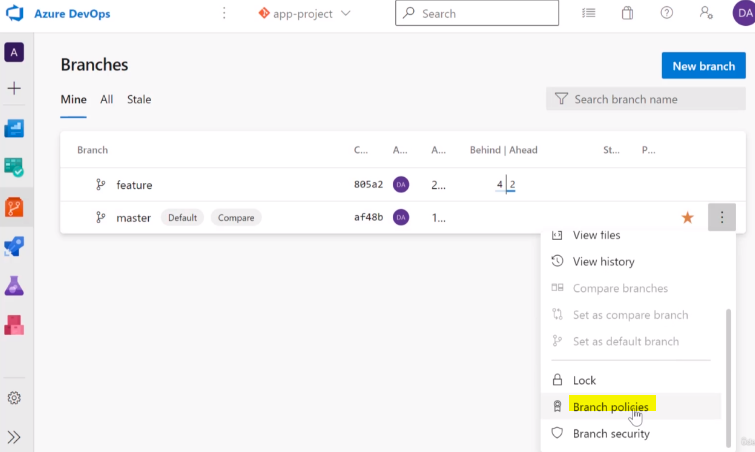 Azure DevOps
app-project
Search
DA
A
Branches
New branch
Mine All Stale
Search branch name
Branch C... A... A... Behind | Ahead St... P...
feature 805a2 DA 2... 4 2
master Default Compare af48b DA 1...
View files
View history
Compare branches
Set as compare branch
Set as default branch
Lock
Branch policies
Branch security